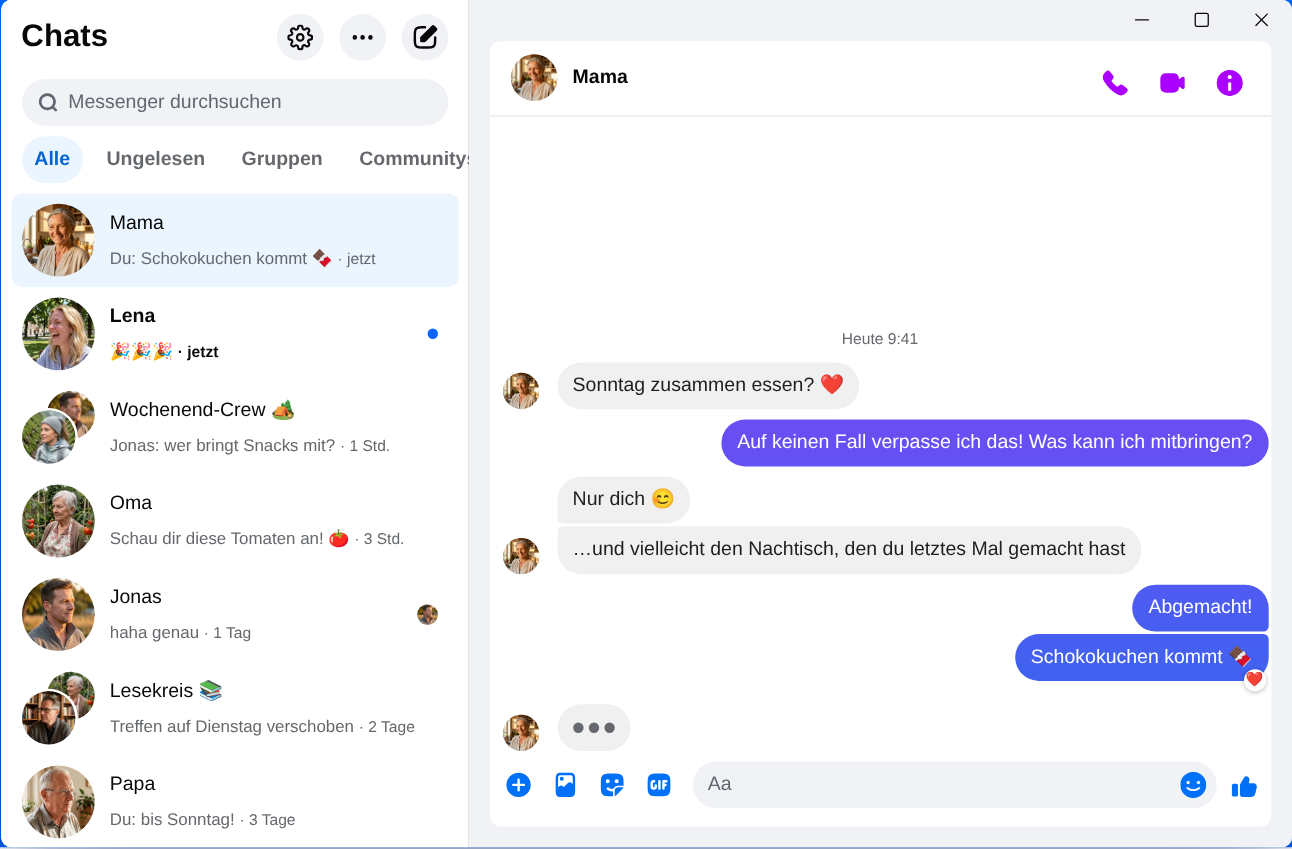 Chats
Messenger durchsuchen
Alle Ungelesen Gruppen Communitys
Mama
Du: Schokokuchen kommt 🍫 · jetzt
Lena
🎉🎉🎉 · jetzt
Wochenend-Crew 🏕️
Jonas: wer bringt Snacks mit? · 1 Std.
Oma
Schau dir diese Tomaten an! 🍅 · 3 Std.
Jonas
haha genau · 1 Tag
Lesekreis 📚
Treffen auf Dienstag verschoben · 2 Tage
Papa
Du: bis Sonntag! · 3 Tage
Mama
Heute 9:41
Sonntag zusammen essen? ❤️
Auf keinen Fall verpasse ich das! Was kann ich mitbringen?
Nur dich 😊
…und vielleicht den Nachtisch, den du letztes Mal gemacht hast
Abgemacht!
Schokokuchen kommt 🍫
❤️
GIF
Aa